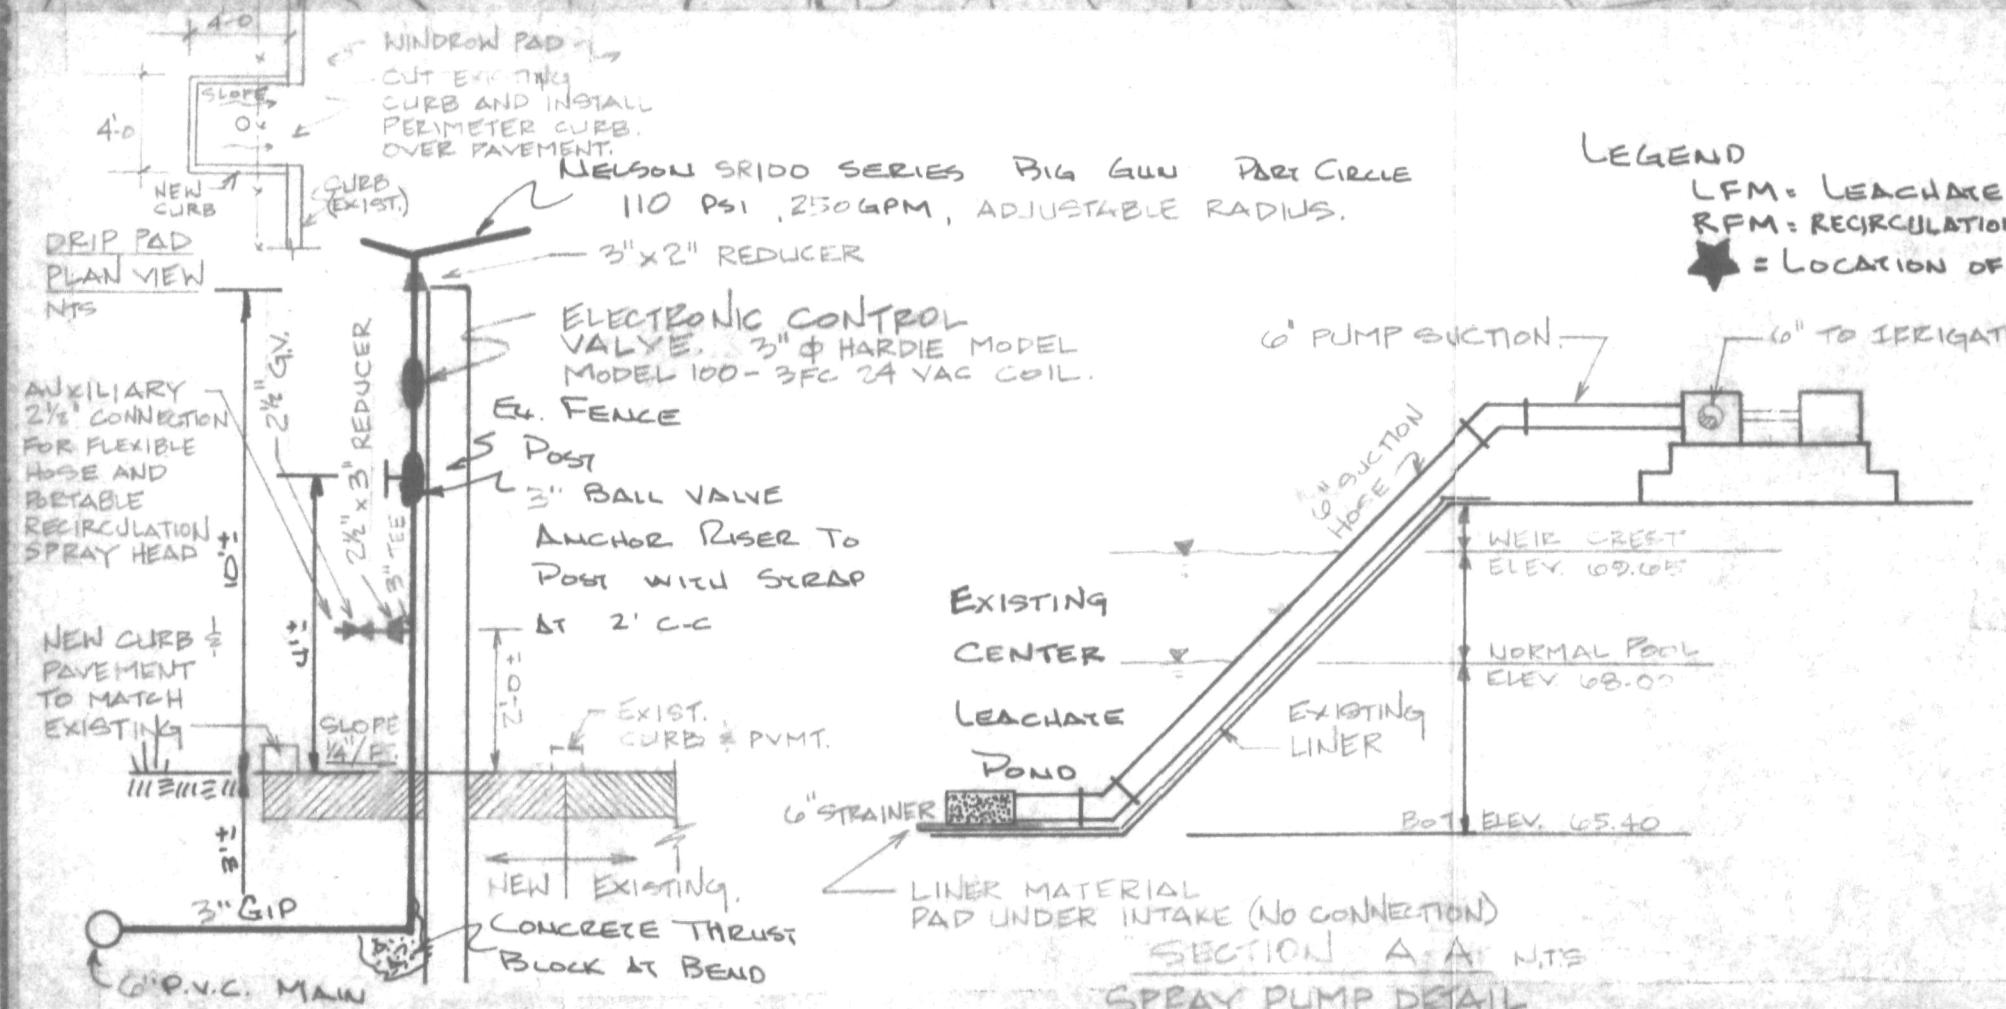 4'-0
WINDROW PAD
CUT EXISTING
CURB AND INSTALL
PERIMETER CURB.
OVER PAVEMENT.
SLOPE
4'-0
NEW
CURB
CURB
(EXIST.)
DRIP PAD
PLAN VIEW
NTS
NELSON SR100 SERIES BIG GUN PART CIRCLE
110 PSI, 250 GPM, ADJUSTABLE RADIUS.
3"x2" REDUCER
ELECTRONIC CONTROL
VALVE. 3"φ HARDIE MODEL
MODEL 100-3FC 24 VAC COIL.
EX. FENCE
POST
3" BALL VALVE
ANCHOR RISER TO
POST WITH STRAP
AT 2' C-C
2½" G.V.
2½" x 3" REDUCER
3" TEE
AUXILIARY
2½" CONNECTION
FOR FLEXIBLE
HOSE AND
PORTABLE
RECIRCULATION
SPRAY HEAD
10'±
4'±
2'-0"±
3'±
NEW CURB &
PAVEMENT
TO MATCH
EXISTING
SLOPE
¼"/F.
EXIST.
CURB & PVMT.
NEW EXISTING.
3" GIP
CONCRETE THRUST
BLOCK AT BEND
6" P.V.C. MAIN
LEGEND
LFM = LEACHATE
RFM = RECIRCULATION
★ = LOCATION OF
6" PUMP SUCTION
6" TO IRRIGAT
6" SUCTION
HOSE
WEIR CREST
ELEV. 69.65
NORMAL POOL
ELEV. 68.00
EXISTING
CENTER
LEACHATE
POND
EXISTING
LINER
6" STRAINER
BOT. ELEV. 65.40
LINER MATERIAL
PAD UNDER INTAKE (NO CONNECTION)
SECTION A-A N.T.S
SPRAY PUMP DETAIL